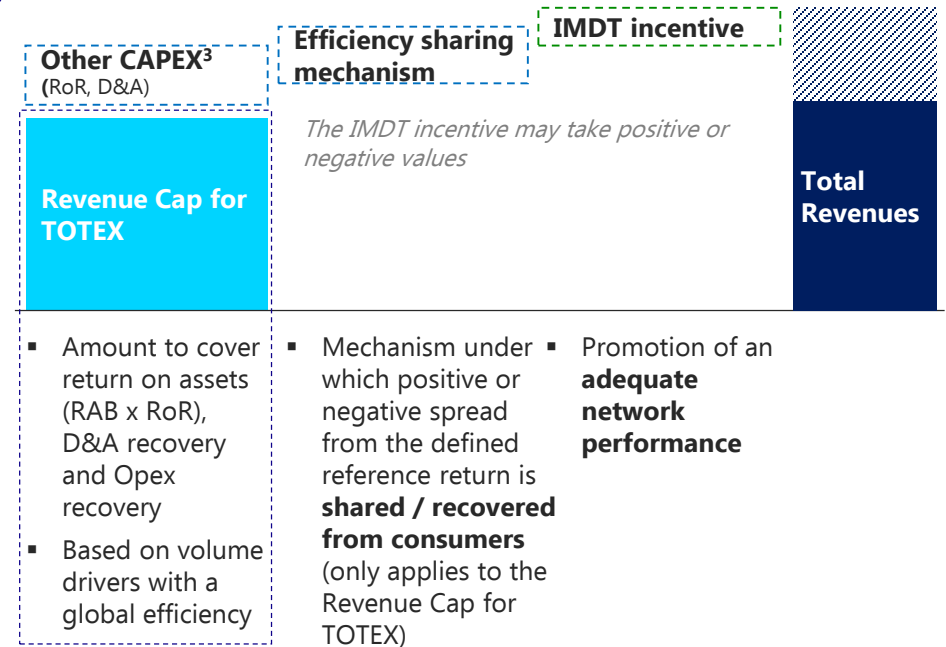 Other CAPEX³
(RoR, D&A)
Efficiency sharing
mechanism
IMDT incentive
The IMDT incentive may take positive or
negative values
Revenue Cap for
TOTEX
Total
Revenues
▪ Amount to cover
return on assets
(RAB x RoR),
D&A recovery
and Opex
recovery
▪ Based on volume
drivers with a
global efficiency
▪ Mechanism under
which positive or
negative spread
from the defined
reference return is
shared / recovered
from consumers
(only applies to the
Revenue Cap for
TOTEX)
▪ Promotion of an
adequate
network
performance